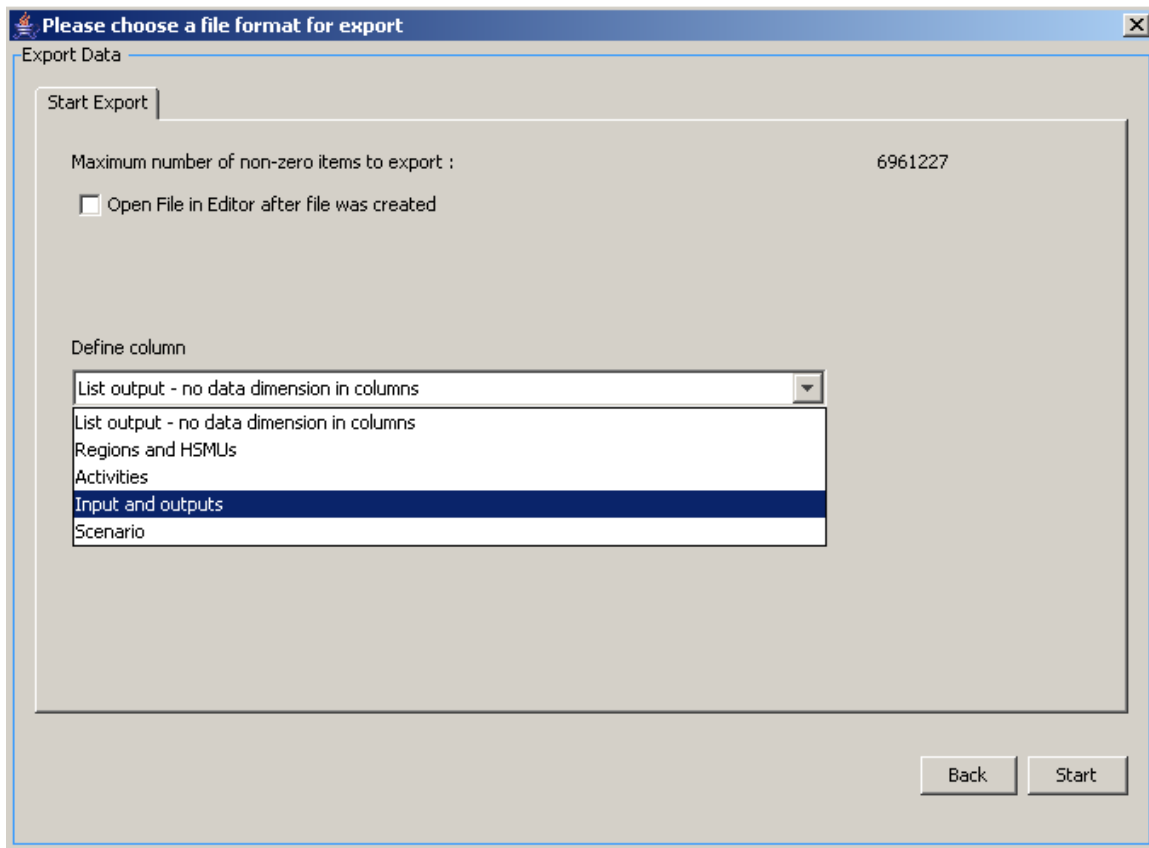 Please choose a file format for export
Export Data
Start Export
Maximum number of non-zero items to export : 6961227
Open File in Editor after file was created
Define column
List output - no data dimension in columns
List output - no data dimension in columns
Regions and HSMUs
Activities
Input and outputs
Scenario
Back Start